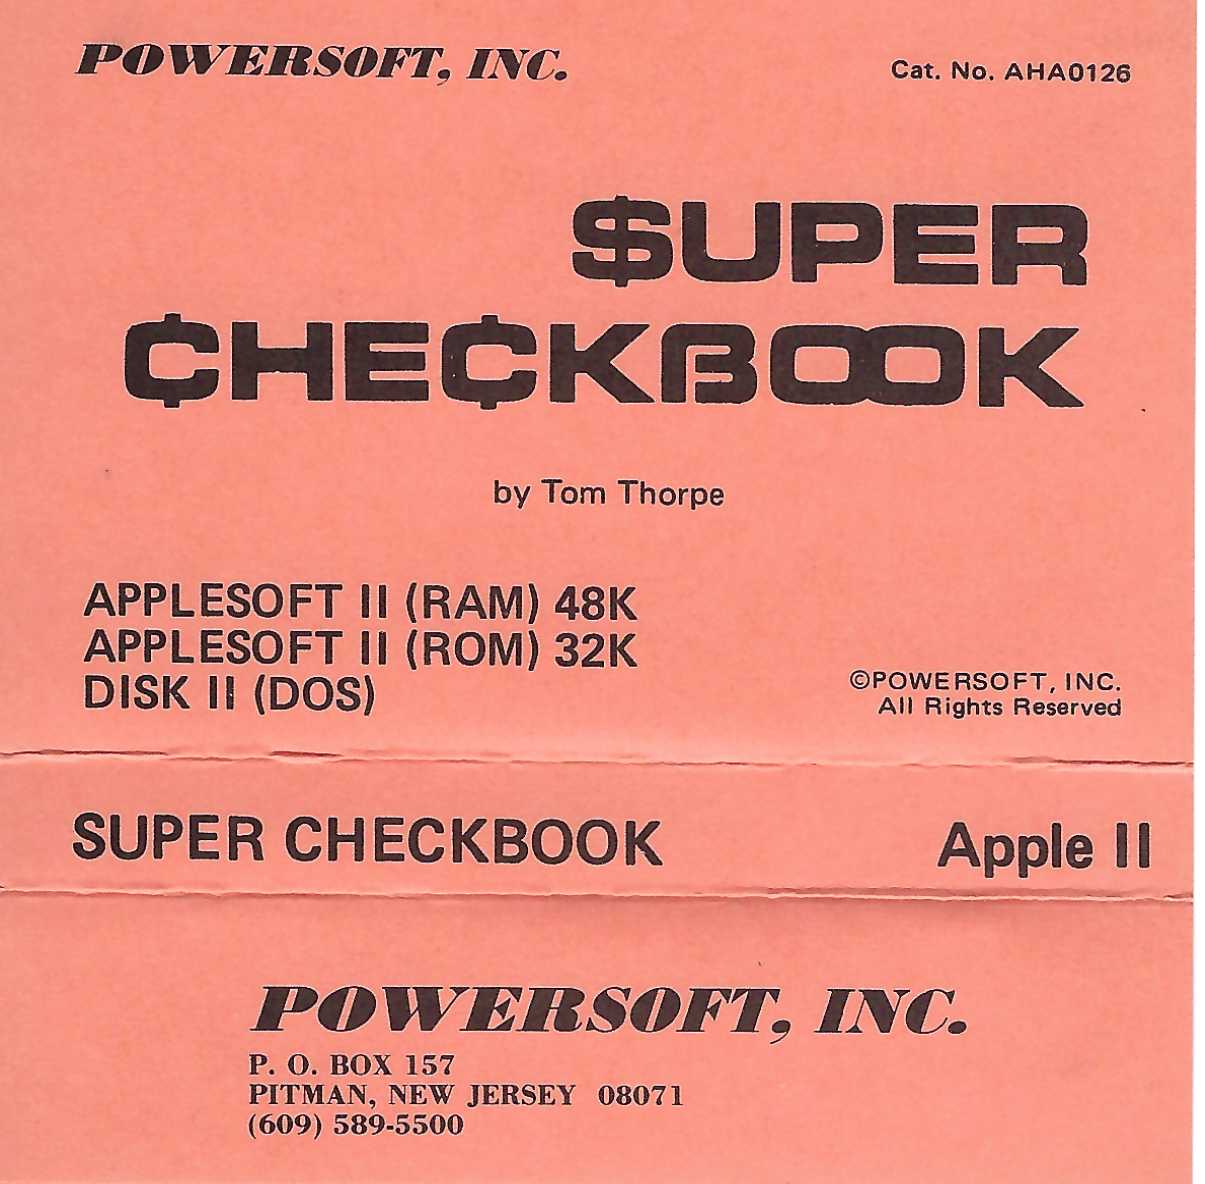 POWERSOFT, INC.
Cat. No. AHA0126
$UPER
¢HE¢KBOOK
by Tom Thorpe
APPLESOFT II (RAM) 48K
APPLESOFT II (ROM) 32K
DISK II (DOS)
©POWERSOFT, INC.
All Rights Reserved
SUPER CHECKBOOK
Apple II
POWERSOFT, INC.
P. O. BOX 157
PITMAN, NEW JERSEY 08071
(609) 589-5500